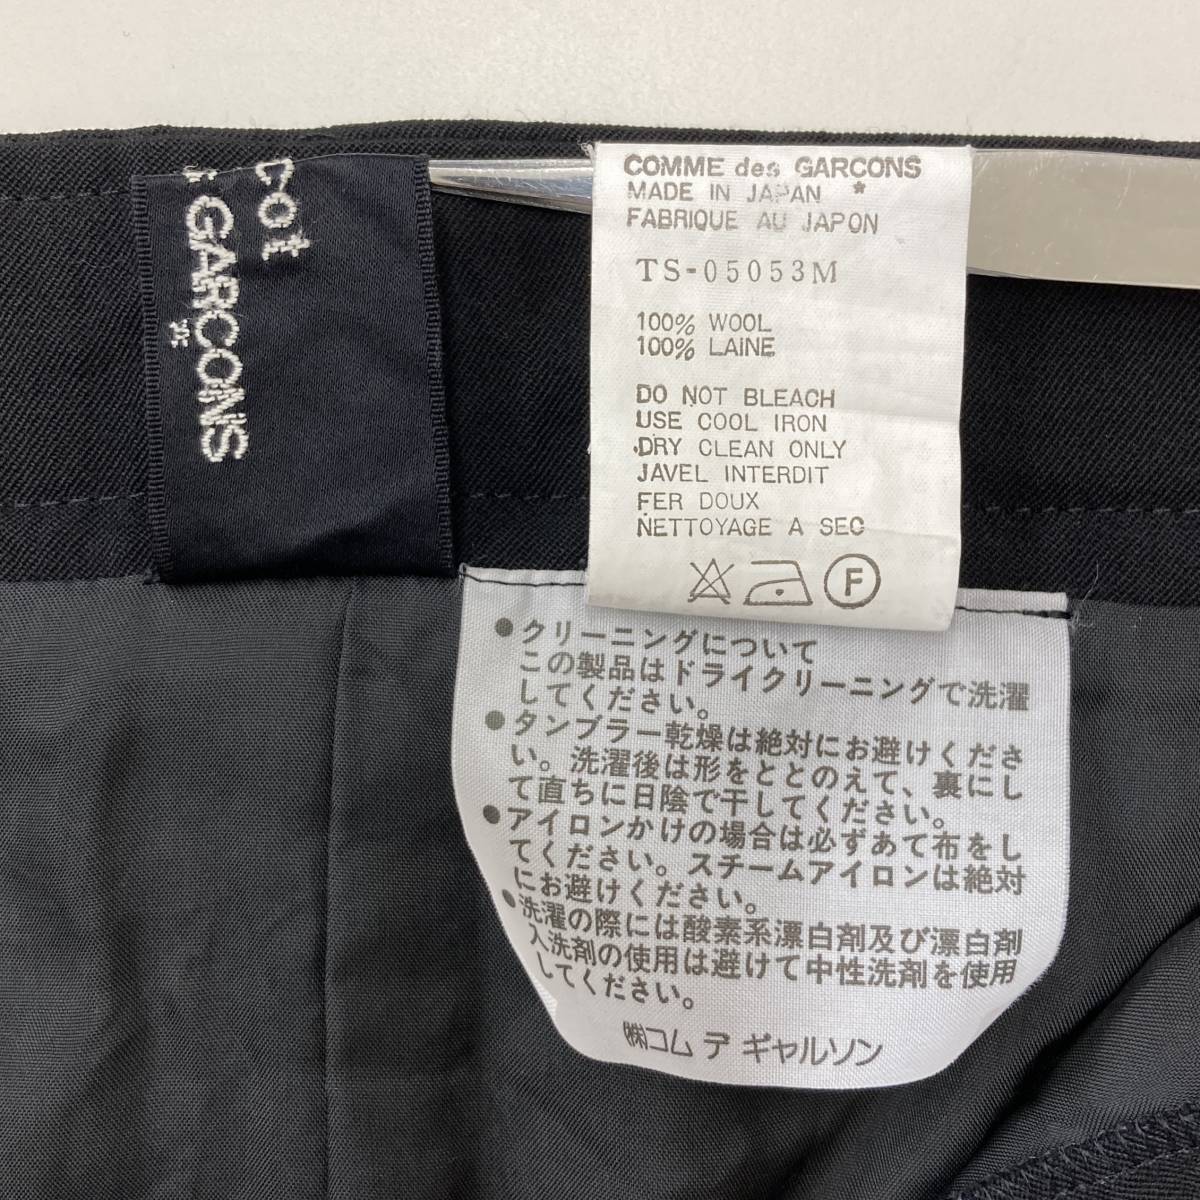 cot
GARCONS
COMME des GARCONS
MADE IN JAPAN *
FABRIQUE AU JAPON
TS-05053M
100% WOOL
100% LAINE
DO NOT BLEACH
USE COOL IRON
DRY CLEAN ONLY
JAVEL INTERDIT
FER DOUX
NETTOYAGE A SEC
F
●クリーニングについて
この製品はドライクリーニングで洗濯
してください。
●タンブラー乾燥は絶対にお避けくださ
い。洗濯後は形をととのえて、裏にし
て直ちに日陰で干してください。
●アイロンかけの場合は必ずあて布をし
てください。スチームアイロンは絶対
にお避けください。
●洗濯の際には酸素系漂白剤及び漂白剤
入洗剤の使用は避けて中性洗剤を使用
してください。
㈱コム デ ギャルソン